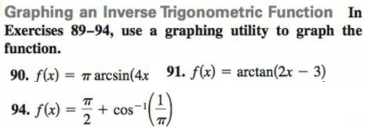 Graphing an Inverse Trigonometric Function In
Exercises 89–94, use a graphing utility to graph the
function.
90. f(x) = π arcsin(4x 91. f(x) = arctan(2x − 3)
94. f(x) = π/2 + cos⁻¹(1/π)